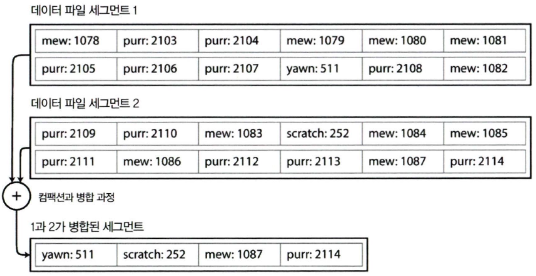 데이터 파일 세그먼트 1
mew: 1078 purr: 2103 purr: 2104 mew: 1079 mew: 1080 mew: 1081
purr: 2105 purr: 2106 purr: 2107 yawn: 511 purr: 2108 mew: 1082
데이터 파일 세그먼트 2
purr: 2109 purr: 2110 mew: 1083 scratch: 252 mew: 1084 mew: 1085
purr: 2111 mew: 1086 purr: 2112 purr: 2113 mew: 1087 purr: 2114
+ 컴팩션과 병합 과정
1과 2가 병합된 세그먼트
yawn: 511 scratch: 252 mew: 1087 purr: 2114